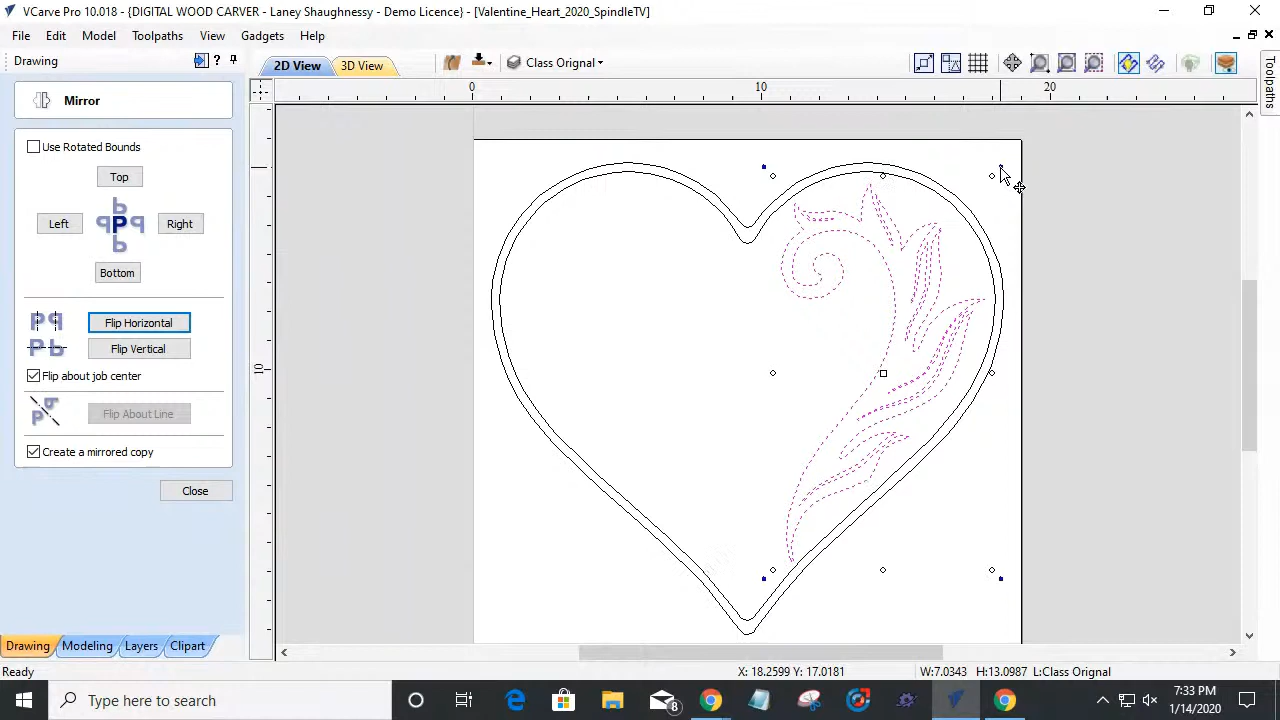 VCarve Pro 10.018 - {DIGITAL WOOD CARVER - Laney Shaughnessy - Demo Licence} - [Valentine_Heart_2020_SpindleTV]
File Edit Model Toolpaths View Gadgets Help
Drawing
2D View 3D View Class Orignal
Toolpaths
0 10 20
Mirror
Use Rotated Bounds
Top
Left Right
Bottom
Flip Horizontal
Flip Vertical
10
Flip about job center
Flip About Line
Create a mirrored copy
Close
Drawing Modeling Layers Clipart
Ready X: 18.2599 Y: 17.0181 W:7.0343 H:13.0987 L:Class Orignal
Type here to search
8
7:33 PM
1/14/2020